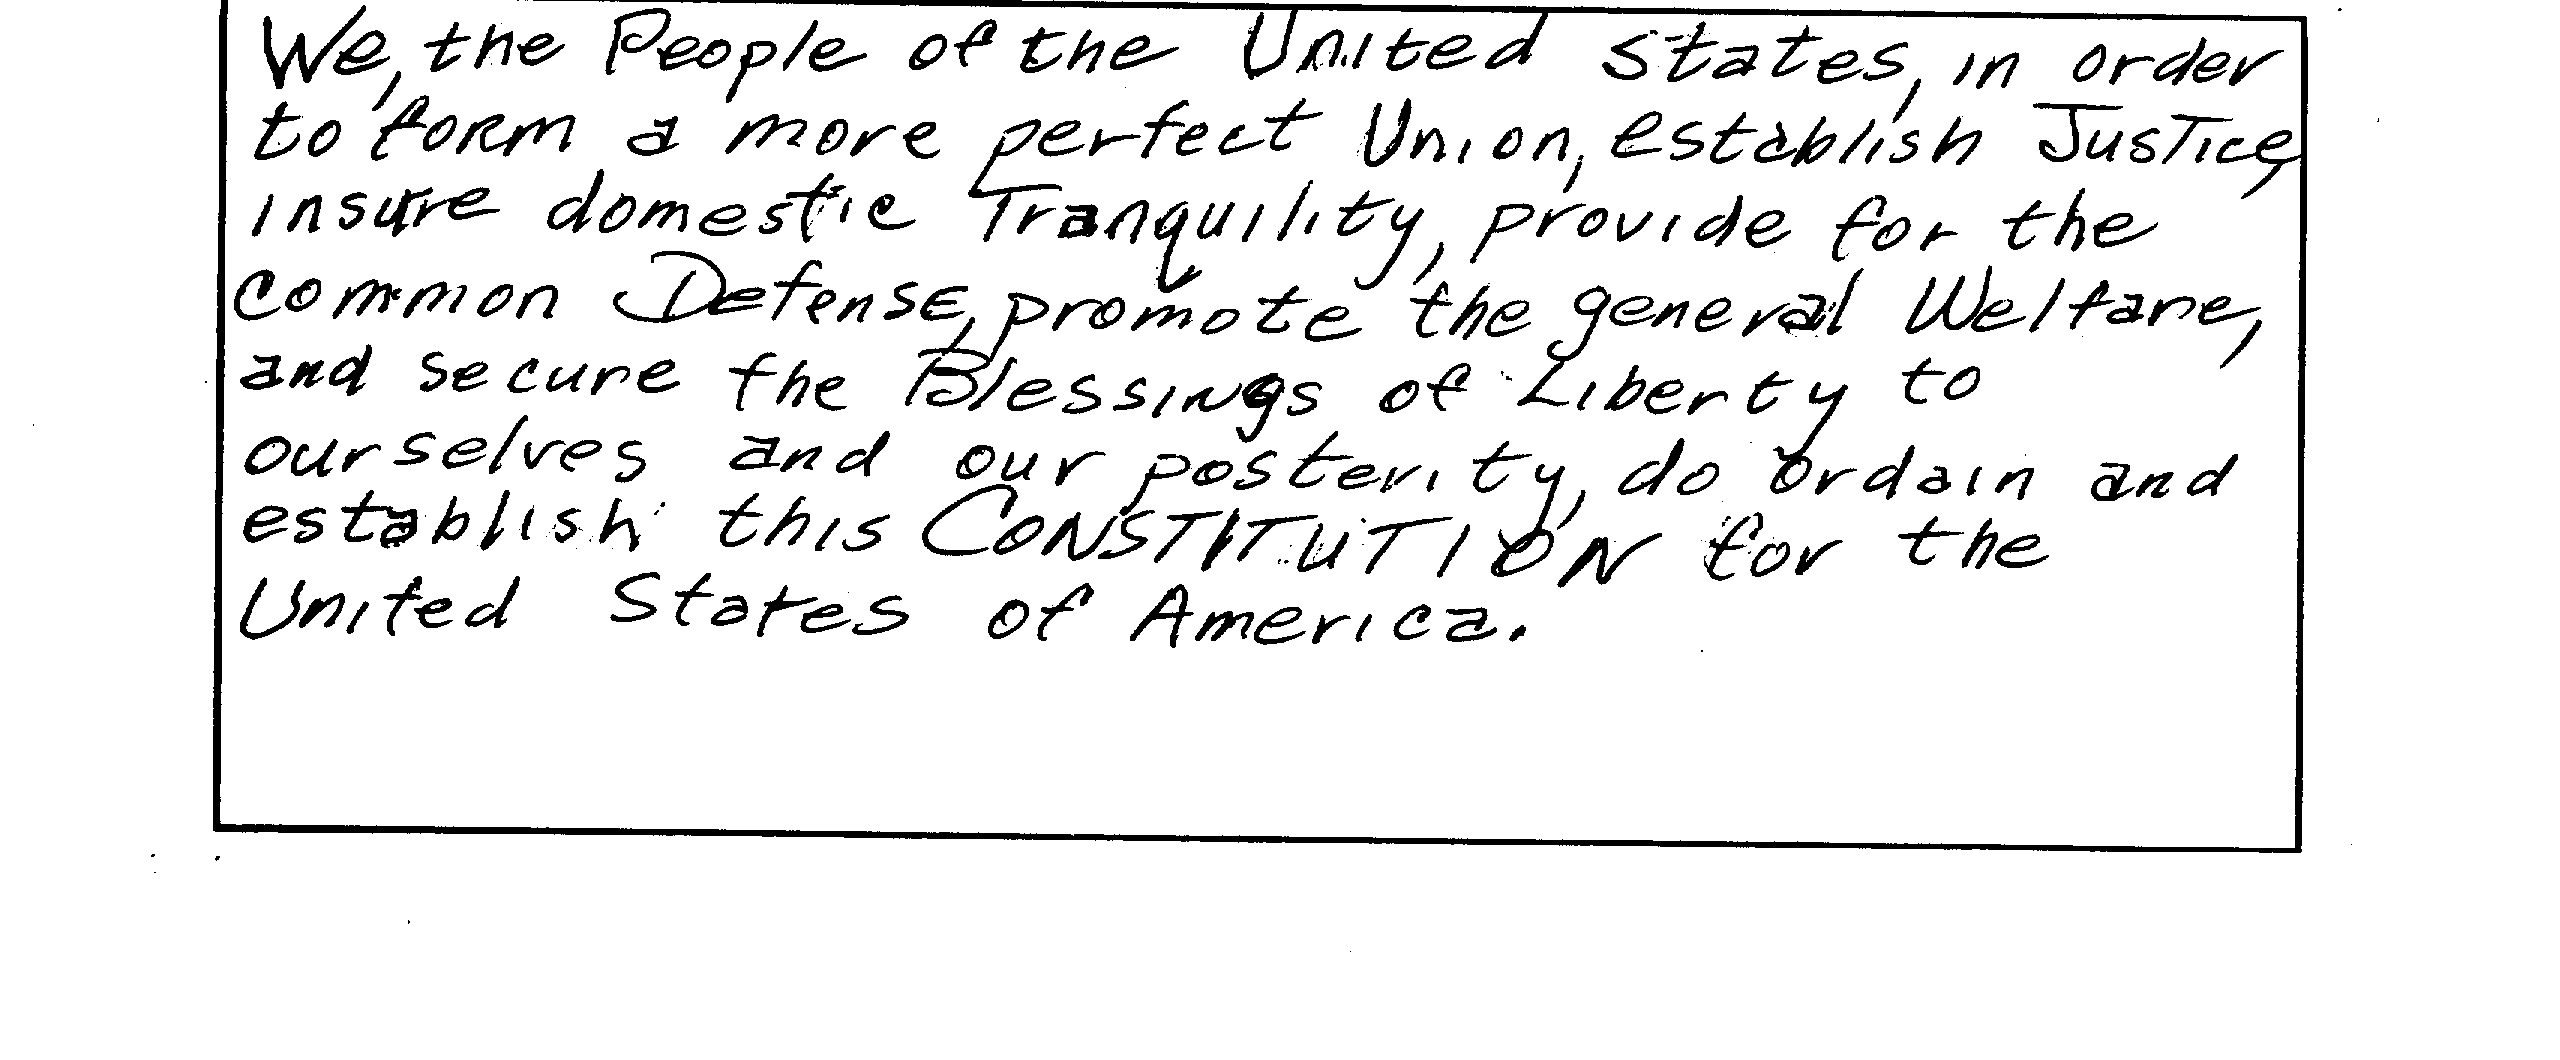 We, the People of the United States, in order
to form a more perfect Union, establish Justice,
insure domestic Tranquility, provide for the
common Defense, promote the general Welfare,
and secure the Blessings of Liberty to
ourselves and our posterity, do ordain and
establish this CONSTITUTION for the
United States of America.